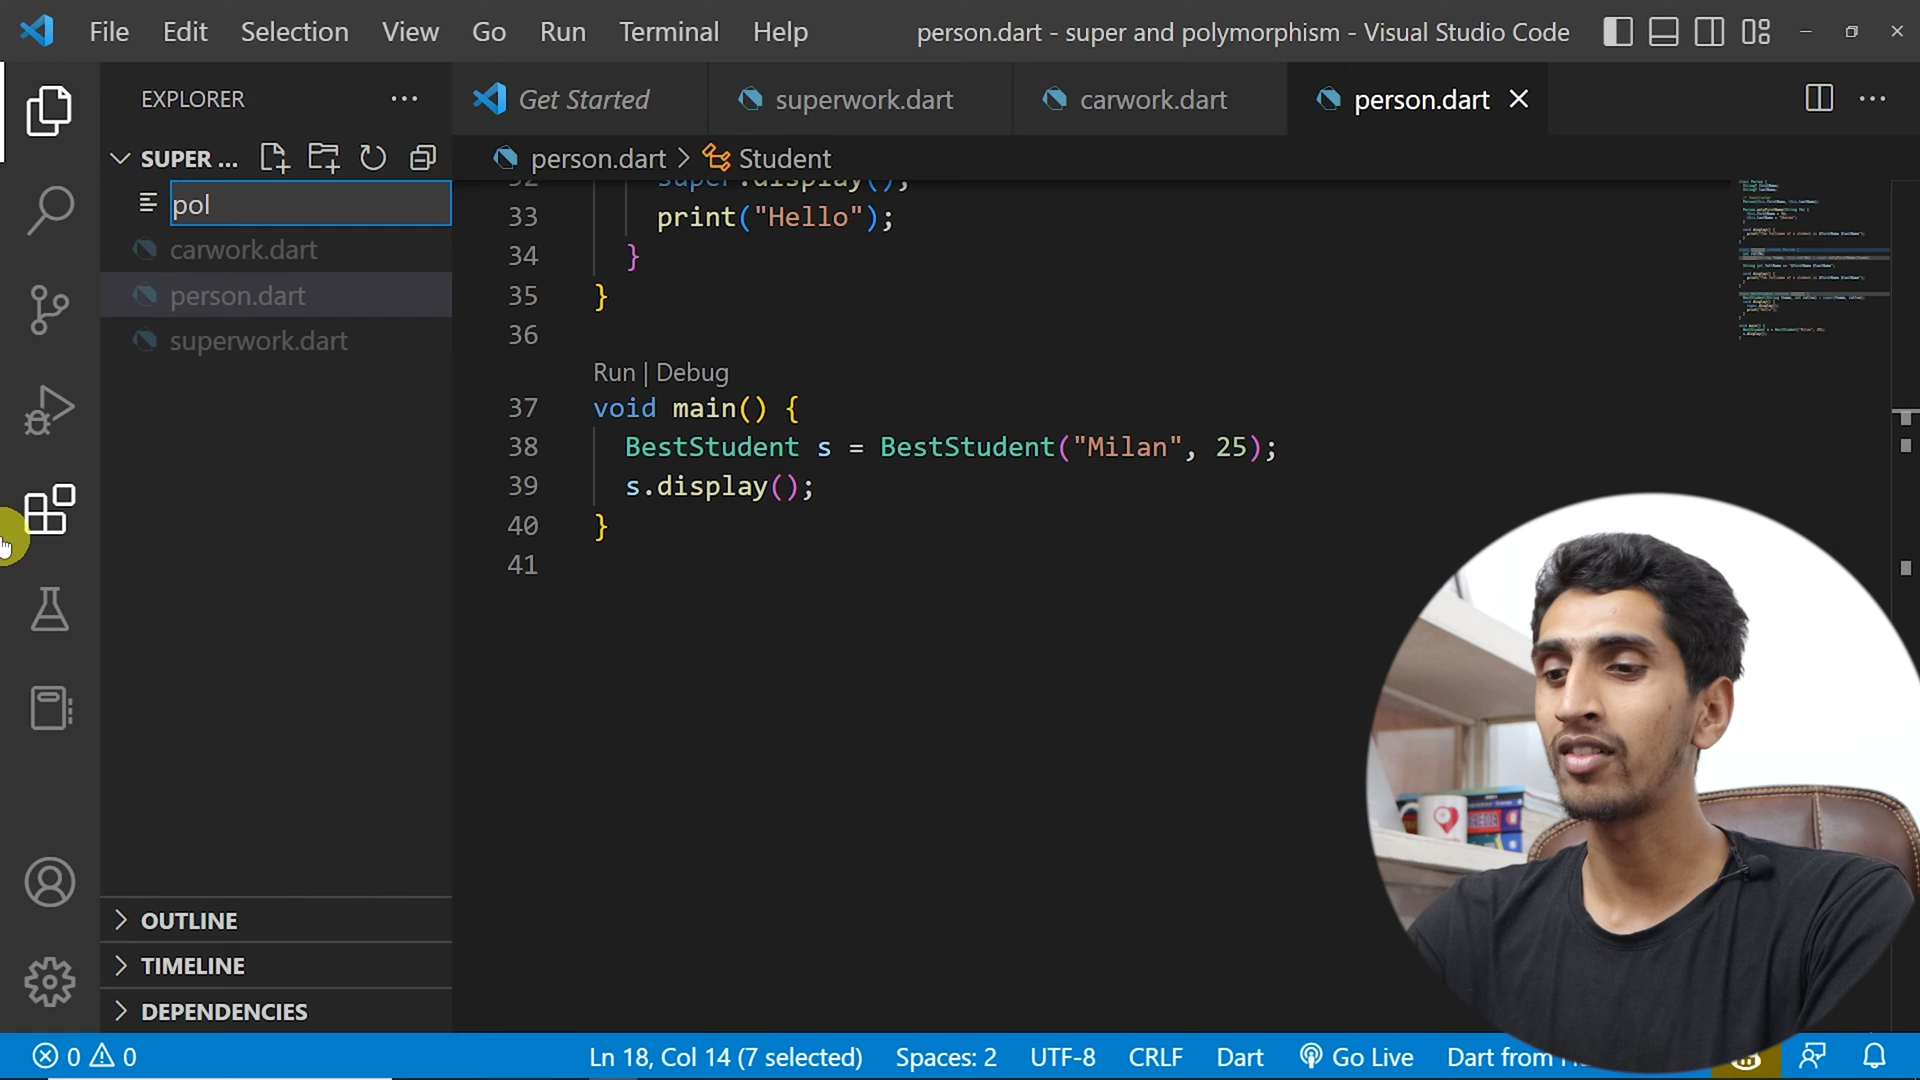 File Edit Selection View Go Run Terminal Help person.dart - super and polymorphism - Visual Studio Code
EXPLORER
Get Started superwork.dart carwork.dart person.dart
SUPER ...
person.dart > Student
pol
carwork.dart
person.dart
superwork.dart
32 super.display();
33 print("Hello");
34 }
35 }
36
Run | Debug
37 void main() {
38 BestStudent s = BestStudent("Milan", 25);
39 s.display();
40 }
41
OUTLINE
TIMELINE
DEPENDENCIES
0 0 Ln 18, Col 14 (7 selected) Spaces: 2 UTF-8 CRLF Dart Go Live Dart from